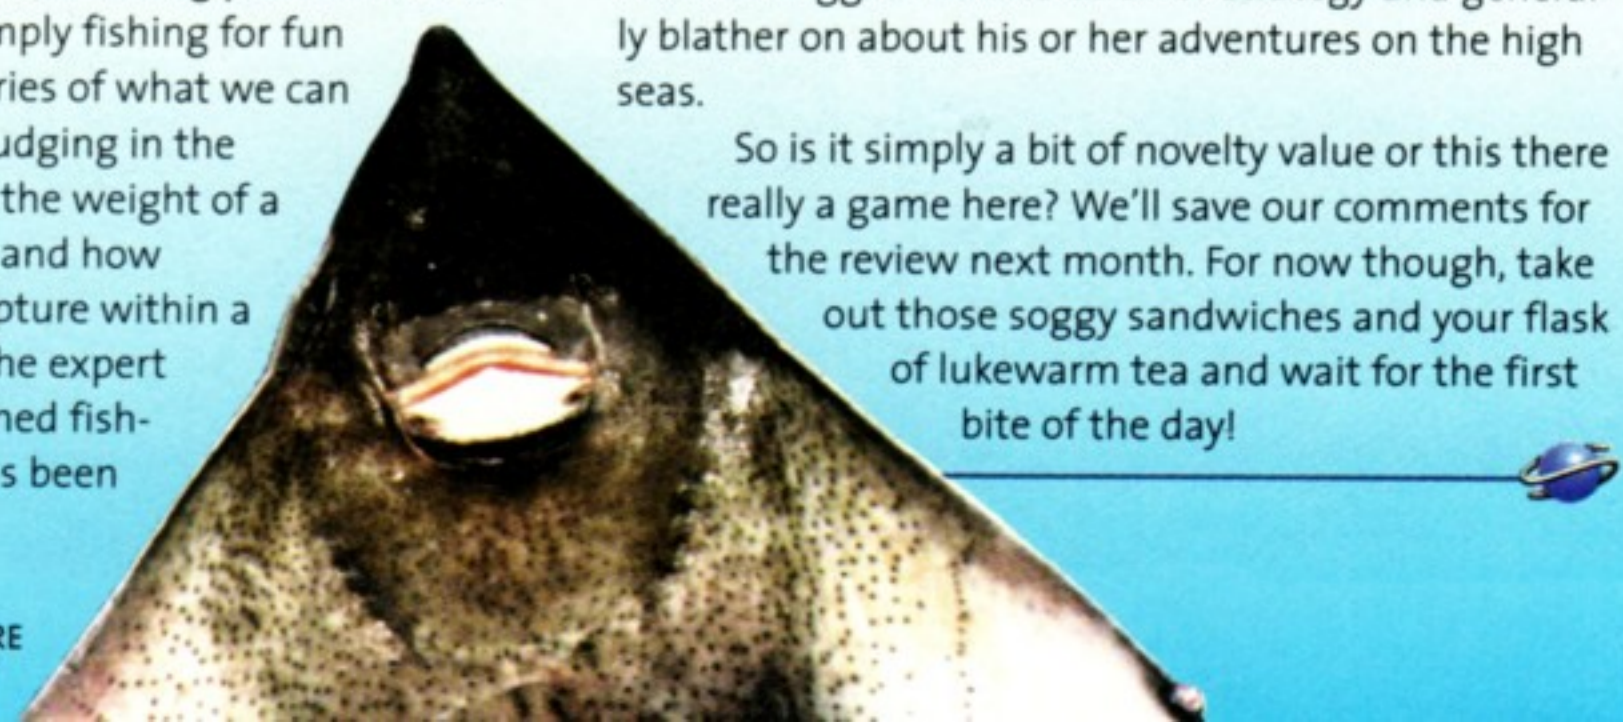 mply fishing for fun
ries of what we can
udging in the
the weight of a
and how
pture within a
he expert
ned fish-
s been
RE
ly blather on about his or her adventures on the high
seas.
So is it simply a bit of novelty value or this there
really a game here? We'll save our comments for
the review next month. For now though, take
out those soggy sandwiches and your flask
of lukewarm tea and wait for the first
bite of the day!